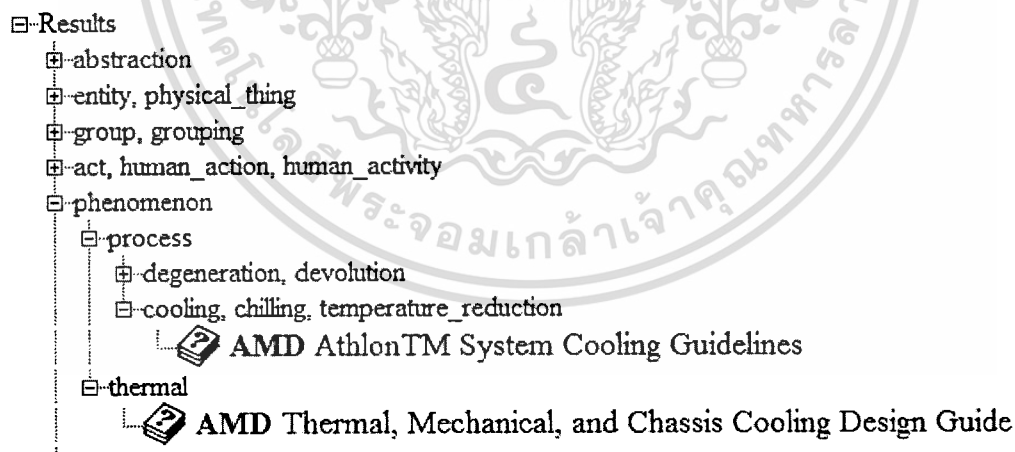 Results
abstraction
entity, physical_thing
group, grouping
act, human_action, human_activity
phenomenon
process
degeneration, devolution
cooling, chilling, temperature_reduction
AMD AthlonTM System Cooling Guidelines
thermal
AMD Thermal, Mechanical, and Chassis Cooling Design Guide